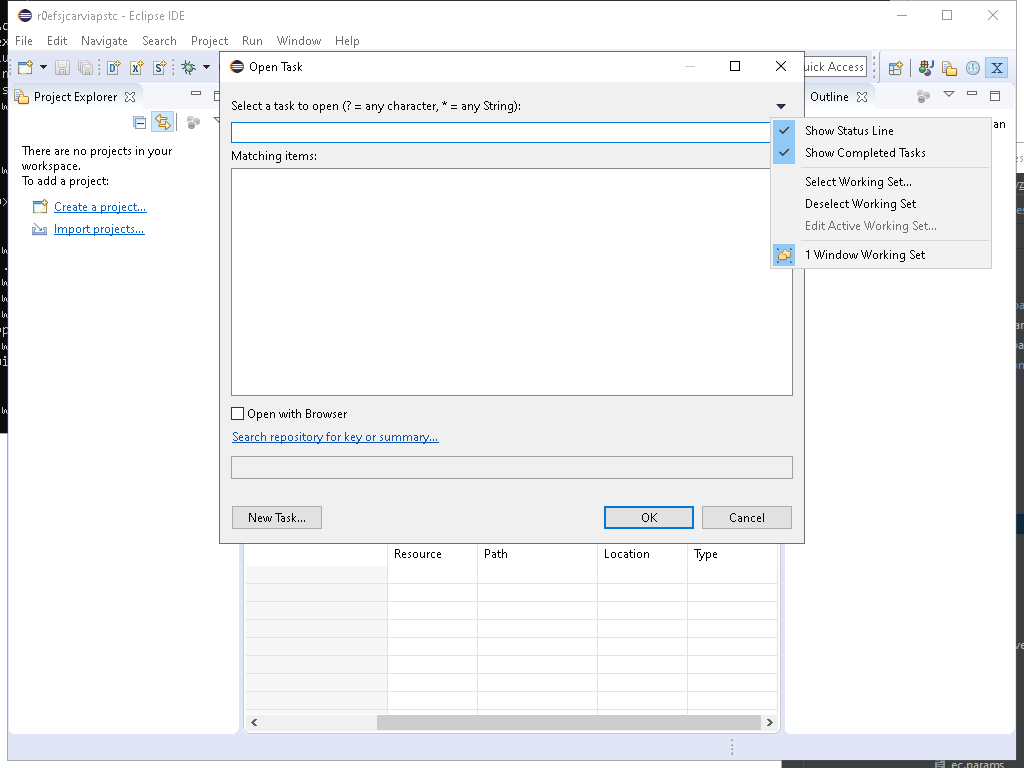 r0efsjcarviapstc - Eclipse IDE
File Edit Navigate Search Project Run Window Help
uick Access
Project Explorer
Outline
There are no projects in your
workspace.
To add a project:
Create a project...
Import projects...
Open Task
Select a task to open (? = any character, * = any String):
Matching items:
Show Status Line
Show Completed Tasks
Select Working Set...
Deselect Working Set
Edit Active Working Set...
1 Window Working Set
Open with Browser
Search repository for key or summary...
New Task...
OK
Cancel
Resource Path Location Type
ec.params